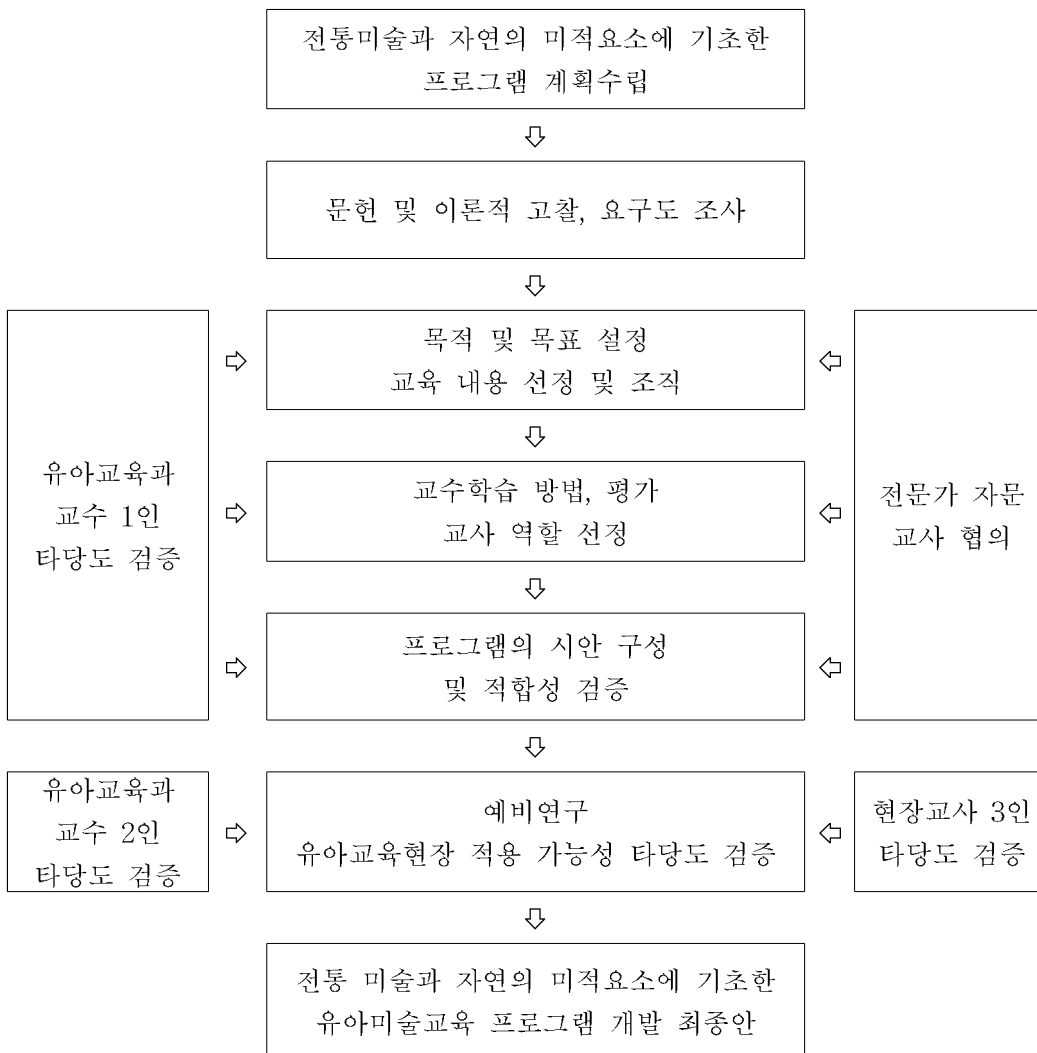 전통미술과 자연의 미적요소에 기초한
프로그램 계획수립
문헌 및 이론적 고찰, 요구도 조사
목적 및 목표 설정
교육 내용 선정 및 조직
유아교육과
교수 1인
타당도 검증
교수학습 방법, 평가
교사 역할 선정
전문가 자문
교사 협의
프로그램의 시안 구성
및 적합성 검증
유아교육과
교수 2인
타당도 검증
예비연구
유아교육현장 적용 가능성 타당도 검증
현장교사 3인
타당도 검증
전통 미술과 자연의 미적요소에 기초한
유아미술교육 프로그램 개발 최종안